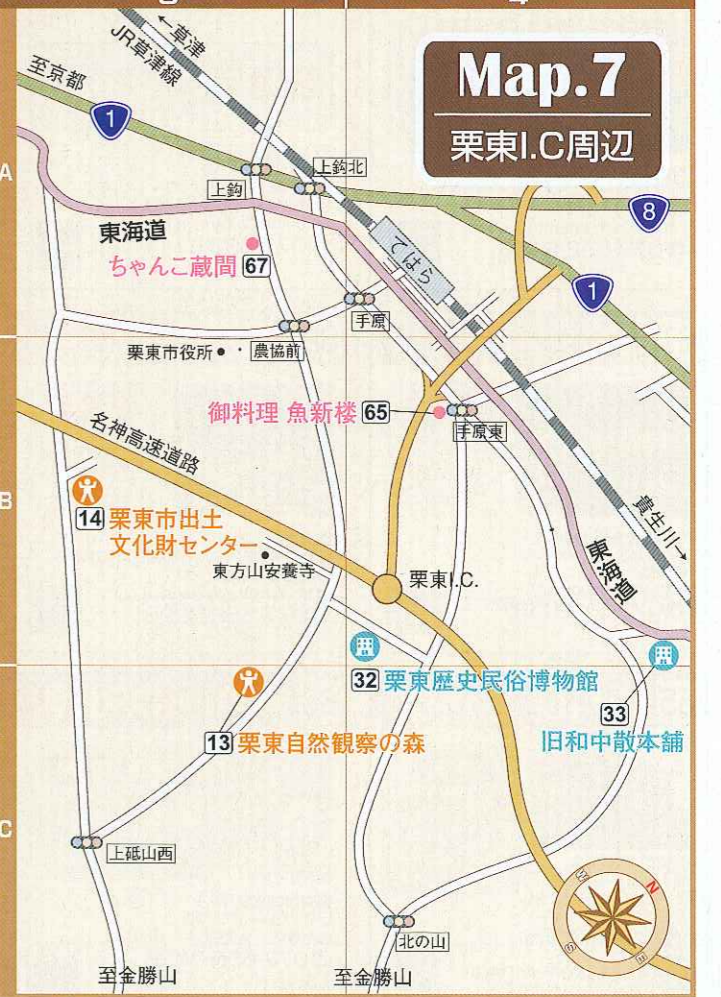 Map.7
栗東I.C周辺
←草津
JR草津線
至京都
1
上鈎北
上鈎
A
8
東海道
てはら
ちゃんこ蔵間 67
1
手原
栗東市役所
農協前
御料理 魚新楼 65
手原東
名神高速道路
B
14 栗東市出土
文化財センター
貴生川→
東方山安養寺
東海道
栗東I.C.
32 栗東歴史民俗博物館
33
旧和中散本舗
13 栗東自然観察の森
C
上砥山西
N
W
S
E
北の山
至金勝山
至金勝山